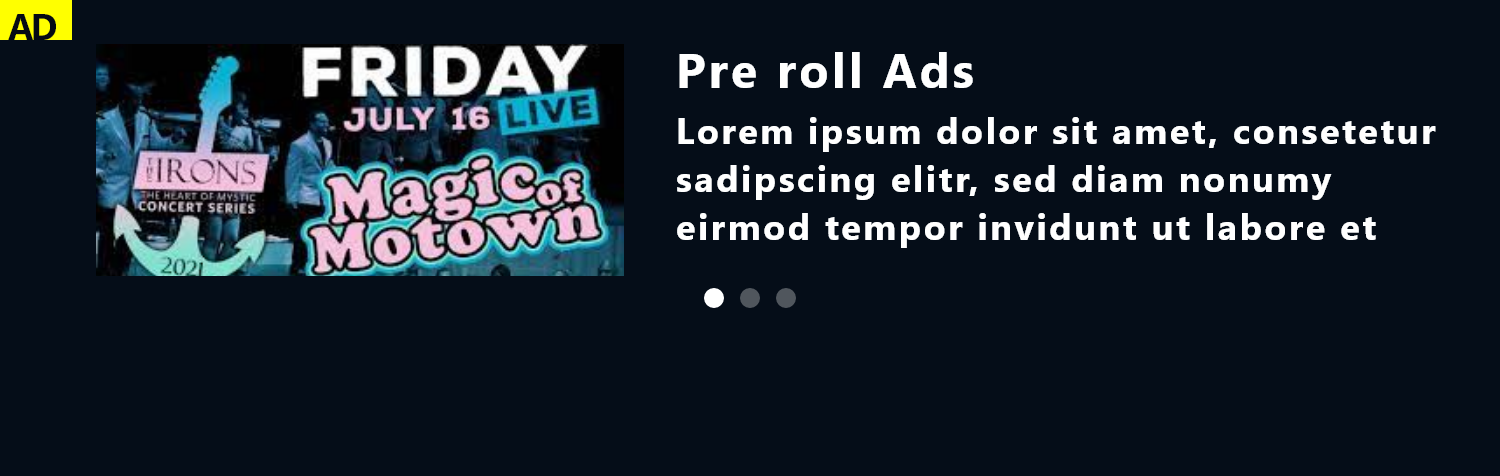 AD
FRIDAY
JULY 16 LIVE
THE IRONS
THE HEART OF MYSTIC
CONCERT SERIES
2021
Magic of
Motown
Pre roll Ads
Lorem ipsum dolor sit amet, consetetur
sadipscing elitr, sed diam nonumy
eirmod tempor invidunt ut labore et